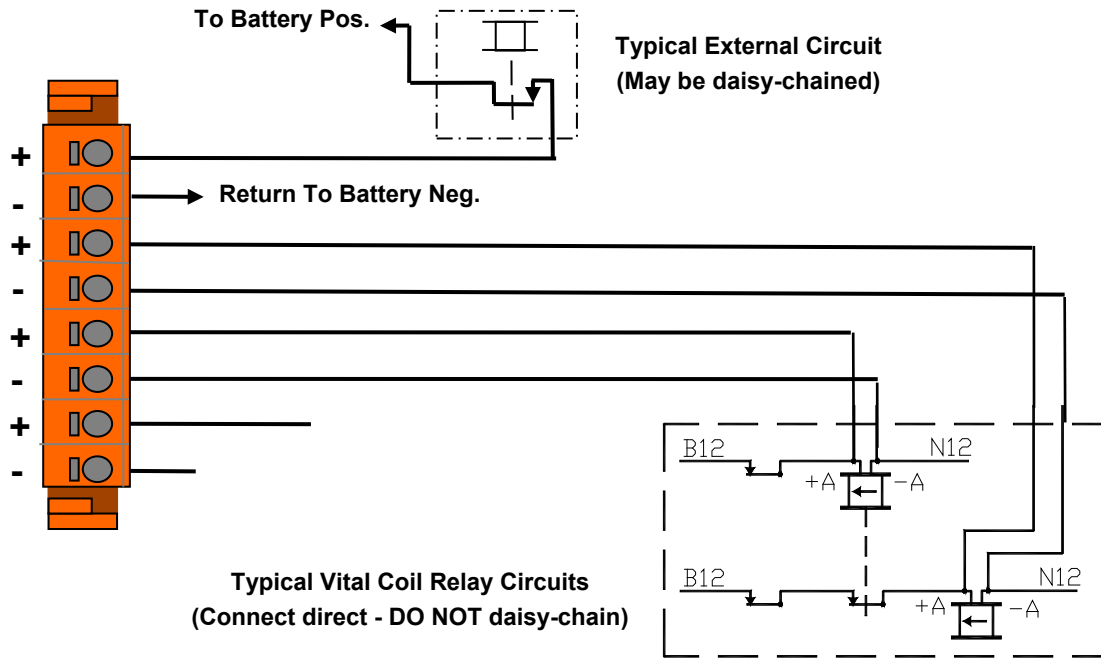 To Battery Pos.
Typical External Circuit
(May be daisy-chained)
+
-
Return To Battery Neg.
+
-
+
-
+
-
B12
N12
+A
-A
B12
N12
+A
-A
Typical Vital Coil Relay Circuits
(Connect direct - DO NOT daisy-chain)